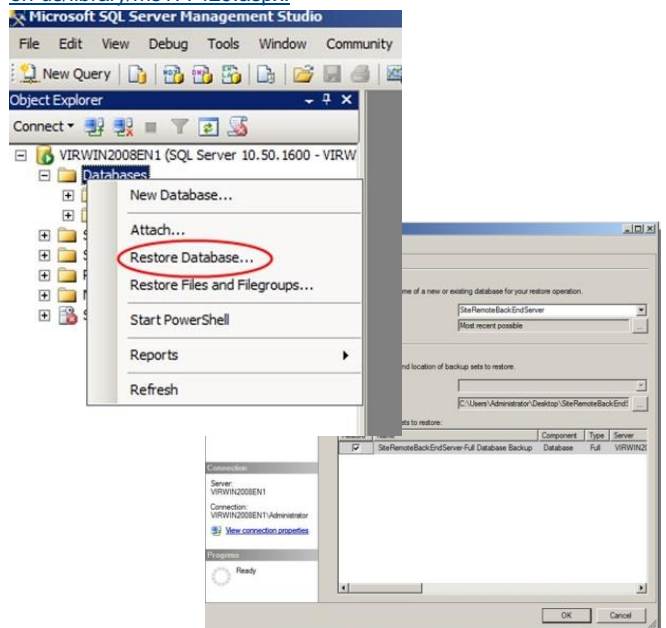 Microsoft SQL Server Management Studio
File Edit View Debug Tools Window Community
New Query
Object Explorer
Connect
VIRWIN2008EN1 (SQL Server 10.50.1600 - VIRW
Databases
New Database...
Attach...
Restore Database...
Restore Files and Filegroups...
Start PowerShell
Reports
Refresh
me of a new or existing database for your restore operation.
SiteRemoteBackEndServer
Most recent possible
nd location of backup sets to restore.
C:\Users\Administrator\Desktop\SiteRemoteBackEndS
ets to restore:
Name Component Type Server
SiteRemoteBackEndServer-Full Database Backup Database Full VIRWIN20
Connection
Server:
VIRWIN2008EN1
Connection:
VIRWIN2008EN1\Administrator
View connection properties
Progress
Ready
OK Cancel